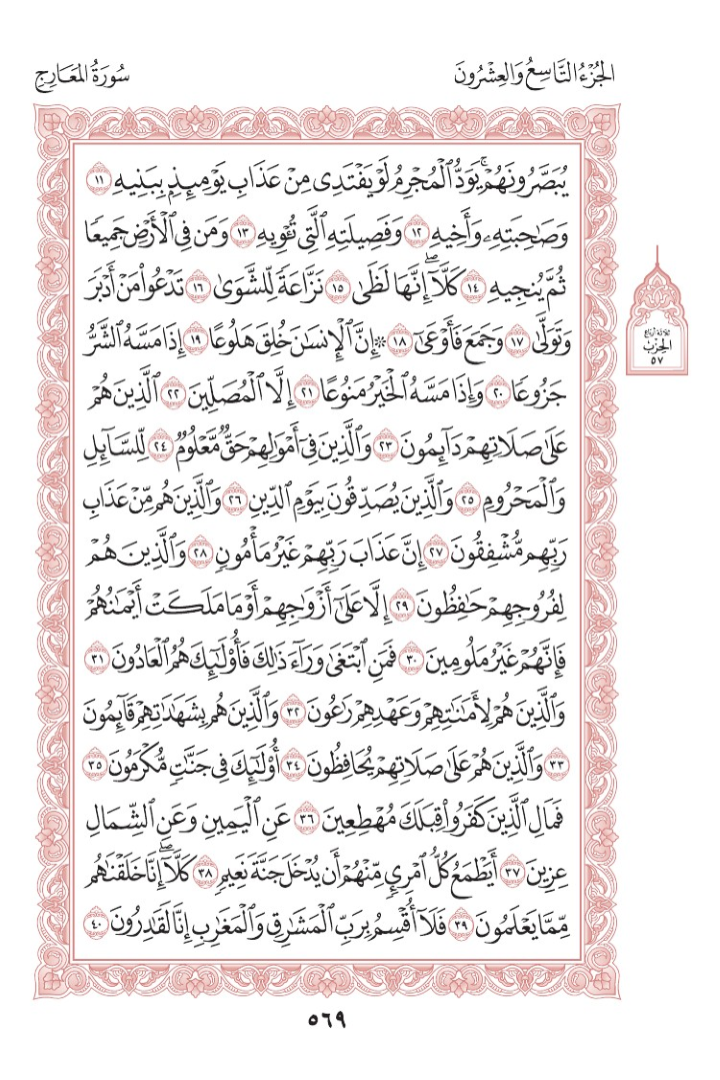 الجُزْءُ التَّاسِعُ وَالعِشْرُونَ
سُورَةُ المَعَارِجِ
يُبَصَّرُونَهُمْۚ يَوَدُّ ٱلْمُجْرِمُ لَوْ يَفْتَدِى مِنْ عَذَابِ يَوْمِئِذٍۭ بِبَنِيهِ ١١
وَصَٰحِبَتِهِۦ وَأَخِيهِ ١٢ وَفَصِيلَتِهِ ٱلَّتِى تُـْٔوِيهِ ١٣ وَمَن فِى ٱلْأَرْضِ جَمِيعًا
ثُمَّ يُنجِيهِ ١٤ كَلَّآۖ إِنَّهَا لَظَىٰ ١٥ نَزَّاعَةً لِّلشَّوَىٰ ١٦ تَدْعُواْ مَنْ أَدْبَرَ
وَتَوَلَّىٰ ١٧ وَجَمَعَ فَأَوْعَىٰٓ ١٨ ۞ إِنَّ ٱلْإِنسَٰنَ خُلِقَ هَلُوعًا ١٩ إِذَا مَسَّهُ ٱلشَّرُّ
جَزُوعًا ٢٠ وَإِذَا مَسَّهُ ٱلْخَيْرُ مَنُوعًا ٢١ إِلَّا ٱلْمُصَلِّينَ ٢٢ ٱلَّذِينَ هُمْ
عَلَىٰ صَلَاتِهِمْ دَآئِمُونَ ٢٣ وَٱلَّذِينَ فِىٓ أَمْوَٰلِهِمْ حَقٌّ مَّعْلُومٌ ٢٤ لِّلسَّآئِلِ
وَٱلْمَحْرُومِ ٢٥ وَٱلَّذِينَ يُصَدِّقُونَ بِيَوْمِ ٱلدِّينِ ٢٦ وَٱلَّذِينَ هُم مِّنْ عَذَابِ
رَبِّهِم مُّشْفِقُونَ ٢٧ إِنَّ عَذَابَ رَبِّهِمْ غَيْرُ مَأْمُونٍ ٢٨ وَٱلَّذِينَ هُمْ
لِفُرُوجِهِمْ حَٰفِظُونَ ٢٩ إِلَّا عَلَىٰٓ أَزْوَٰجِهِمْ أَوْ مَا مَلَكَتْ أَيْمَٰنُهُمْ
فَإِنَّهُمْ غَيْرُ مَلُومِينَ ٣٠ فَمَنِ ٱبْتَغَىٰ وَرَآءَ ذَٰلِكَ فَأُوْلَٰٓئِكَ هُمُ ٱلْعَادُونَ ٣١
وَٱلَّذِينَ هُمْ لِأَمَٰنَٰتِهِمْ وَعَهْدِهِمْ رَٰعُونَ ٣٢ وَٱلَّذِينَ هُم بِشَهَٰدَٰتِهِمْ قَآئِمُونَ
٣٣ وَٱلَّذِينَ هُمْ عَلَىٰ صَلَاتِهِمْ يُحَافِظُونَ ٣٤ أُوْلَٰٓئِكَ فِى جَنَّٰتٍ مُّكْرَمُونَ ٣٥
فَمَالِ ٱلَّذِينَ كَفَرُواْ قِبَلَكَ مُهْطِعِينَ ٣٦ عَنِ ٱلْيَمِينِ وَعَنِ ٱلشِّمَالِ
عِزِينَ ٣٧ أَيَطْمَعُ كُلُّ ٱمْرِئٍ مِّنْهُمْ أَن يُدْخَلَ جَنَّةَ نَعِيمٍ ٣٨ كَلَّآۖ إِنَّا خَلَقْنَٰهُم
مِّمَّا يَعْلَمُونَ ٣٩ فَلَآ أُقْسِمُ بِرَبِّ ٱلْمَشَٰرِقِ وَٱلْمَغَٰرِبِ إِنَّا لَقَٰدِرُونَ ٤٠
ثلاثة أرباع
الحِزْب
٥٧
٥٦٩